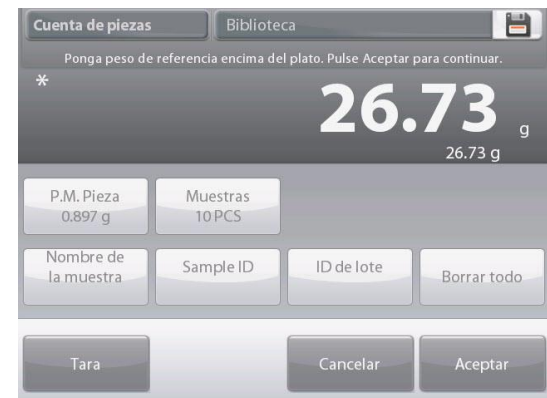 Cuenta de piezas
Biblioteca
Ponga peso de referencia encima del plato. Pulse Aceptar para continuar.
*
26.73 g
26.73 g
P.M. Pieza
0.897 g
Muestras
10 PCS
Nombre de
la muestra
Sample ID
ID de lote
Borrar todo
Tara
Cancelar
Aceptar